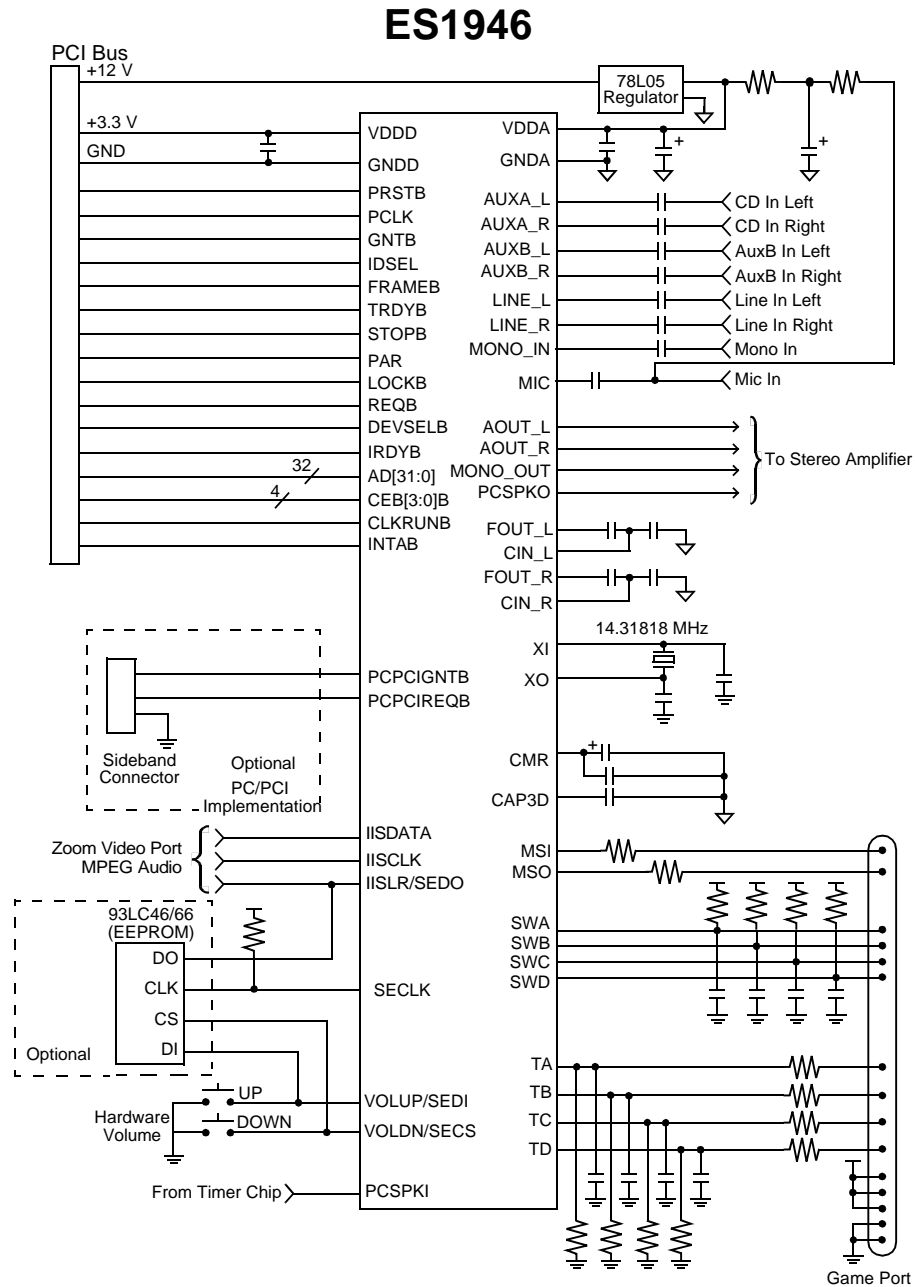 ES1946
PCI Bus
+12 V
78L05
Regulator
+3.3 V
VDDD
VDDA
+
+
GND
GNDD
GNDA
PRSTB
PCLK
GNTB
IDSEL
FRAMEB
TRDYB
STOPB
PAR
LOCKB
REQB
DEVSELB
IRDYB
32
AD[31:0]
4
CEB[3:0]B
CLKRUNB
INTAB
AUXA_L
CD In Left
AUXA_R
CD In Right
AUXB_L
AuxB In Left
AUXB_R
AuxB In Right
LINE_L
Line In Left
LINE_R
Line In Right
MONO_IN
Mono In
MIC
Mic In
AOUT_L
AOUT_R
MONO_OUT
PCSPKO
To Stereo Amplifier
FOUT_L
CIN_L
FOUT_R
CIN_R
14.31818 MHz
XI
XO
PCPCIGNTB
PCPCIREQB
Sideband
Connector
Optional
PC/PCI
Implementation
CMR
+
CAP3D
Zoom Video Port
MPEG Audio
IISDATA
IISCLK
IISLR/SEDO
MSI
MSO
93LC46/66
(EEPROM)
DO
CLK
CS
DI
Optional
SECLK
SWA
SWB
SWC
SWD
UP
DOWN
Hardware
Volume
VOLUP/SEDI
VOLDN/SECS
TA
TB
TC
TD
From Timer Chip
PCSPKI
Game Port